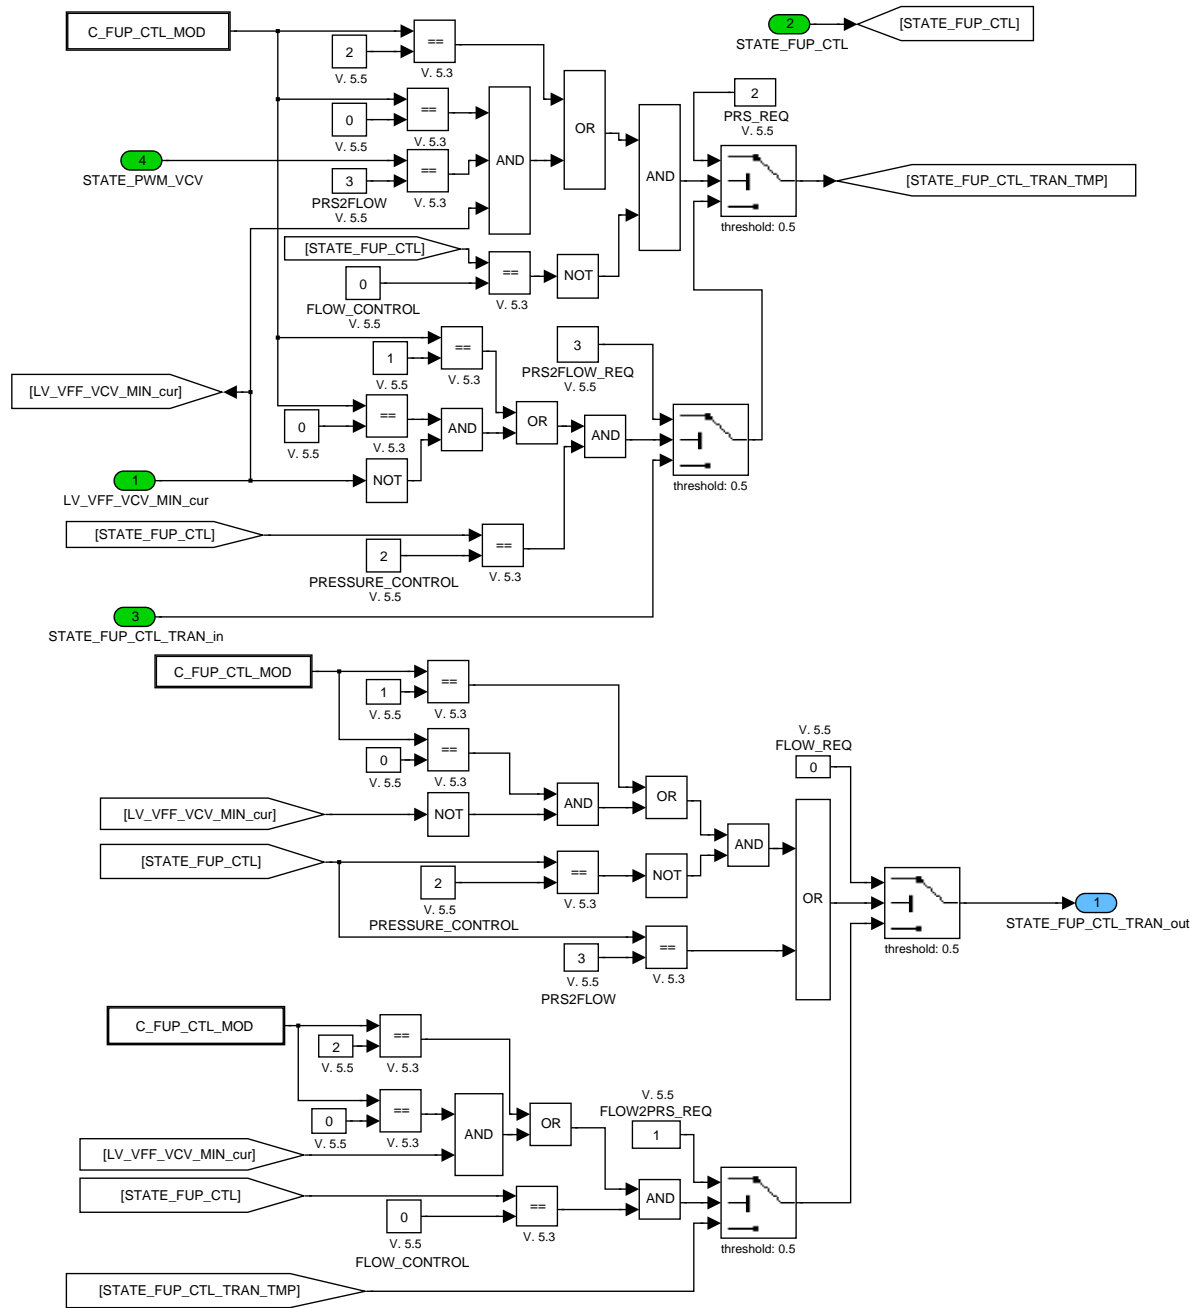 C_FUP_CTL_MOD
2
V. 5.5
==
V. 5.3
2
STATE_FUP_CTL
[STATE_FUP_CTL]
0
V. 5.5
==
V. 5.3
AND
OR
AND
2
PRS_REQ
V. 5.5
4
STATE_PWM_VCV
3
PRS2FLOW
V. 5.5
==
V. 5.3
threshold: 0.5
[STATE_FUP_CTL_TRAN_TMP]
[STATE_FUP_CTL]
0
FLOW_CONTROL
V. 5.5
==
V. 5.3
NOT
1
V. 5.5
==
V. 5.3
3
PRS2FLOW_REQ
V. 5.5
[LV_VFF_VCV_MIN_cur]
0
V. 5.5
==
V. 5.3
AND
OR
AND
threshold: 0.5
1
LV_VFF_VCV_MIN_cur
NOT
[STATE_FUP_CTL]
2
PRESSURE_CONTROL
V. 5.5
==
V. 5.3
3
STATE_FUP_CTL_TRAN_in
C_FUP_CTL_MOD
1
V. 5.5
==
V. 5.3
0
V. 5.5
==
V. 5.3
V. 5.5
FLOW_REQ
0
[LV_VFF_VCV_MIN_cur]
NOT
AND
OR
AND
[STATE_FUP_CTL]
2
V. 5.5
PRESSURE_CONTROL
==
V. 5.3
NOT
OR
threshold: 0.5
1
STATE_FUP_CTL_TRAN_out
3
V. 5.5
PRS2FLOW
==
V. 5.3
C_FUP_CTL_MOD
2
V. 5.5
==
V. 5.3
0
V. 5.5
==
V. 5.3
AND
OR
V. 5.5
FLOW2PRS_REQ
1
[LV_VFF_VCV_MIN_cur]
[STATE_FUP_CTL]
0
V. 5.5
FLOW_CONTROL
==
V. 5.3
AND
threshold: 0.5
[STATE_FUP_CTL_TRAN_TMP]